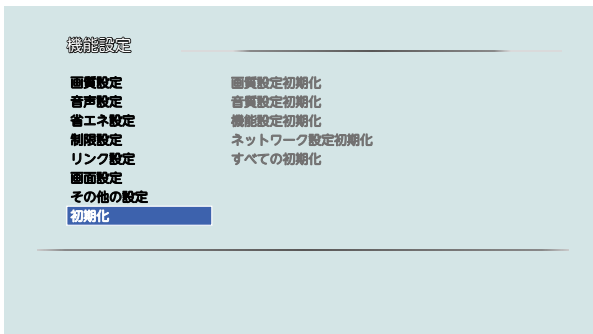 機能設定
画質設定 画質設定初期化
音声設定 音質設定初期化
省エネ設定 機能設定初期化
制限設定 ネットワーク設定初期化
リンク設定 すべての初期化
画面設定
その他の設定
初期化